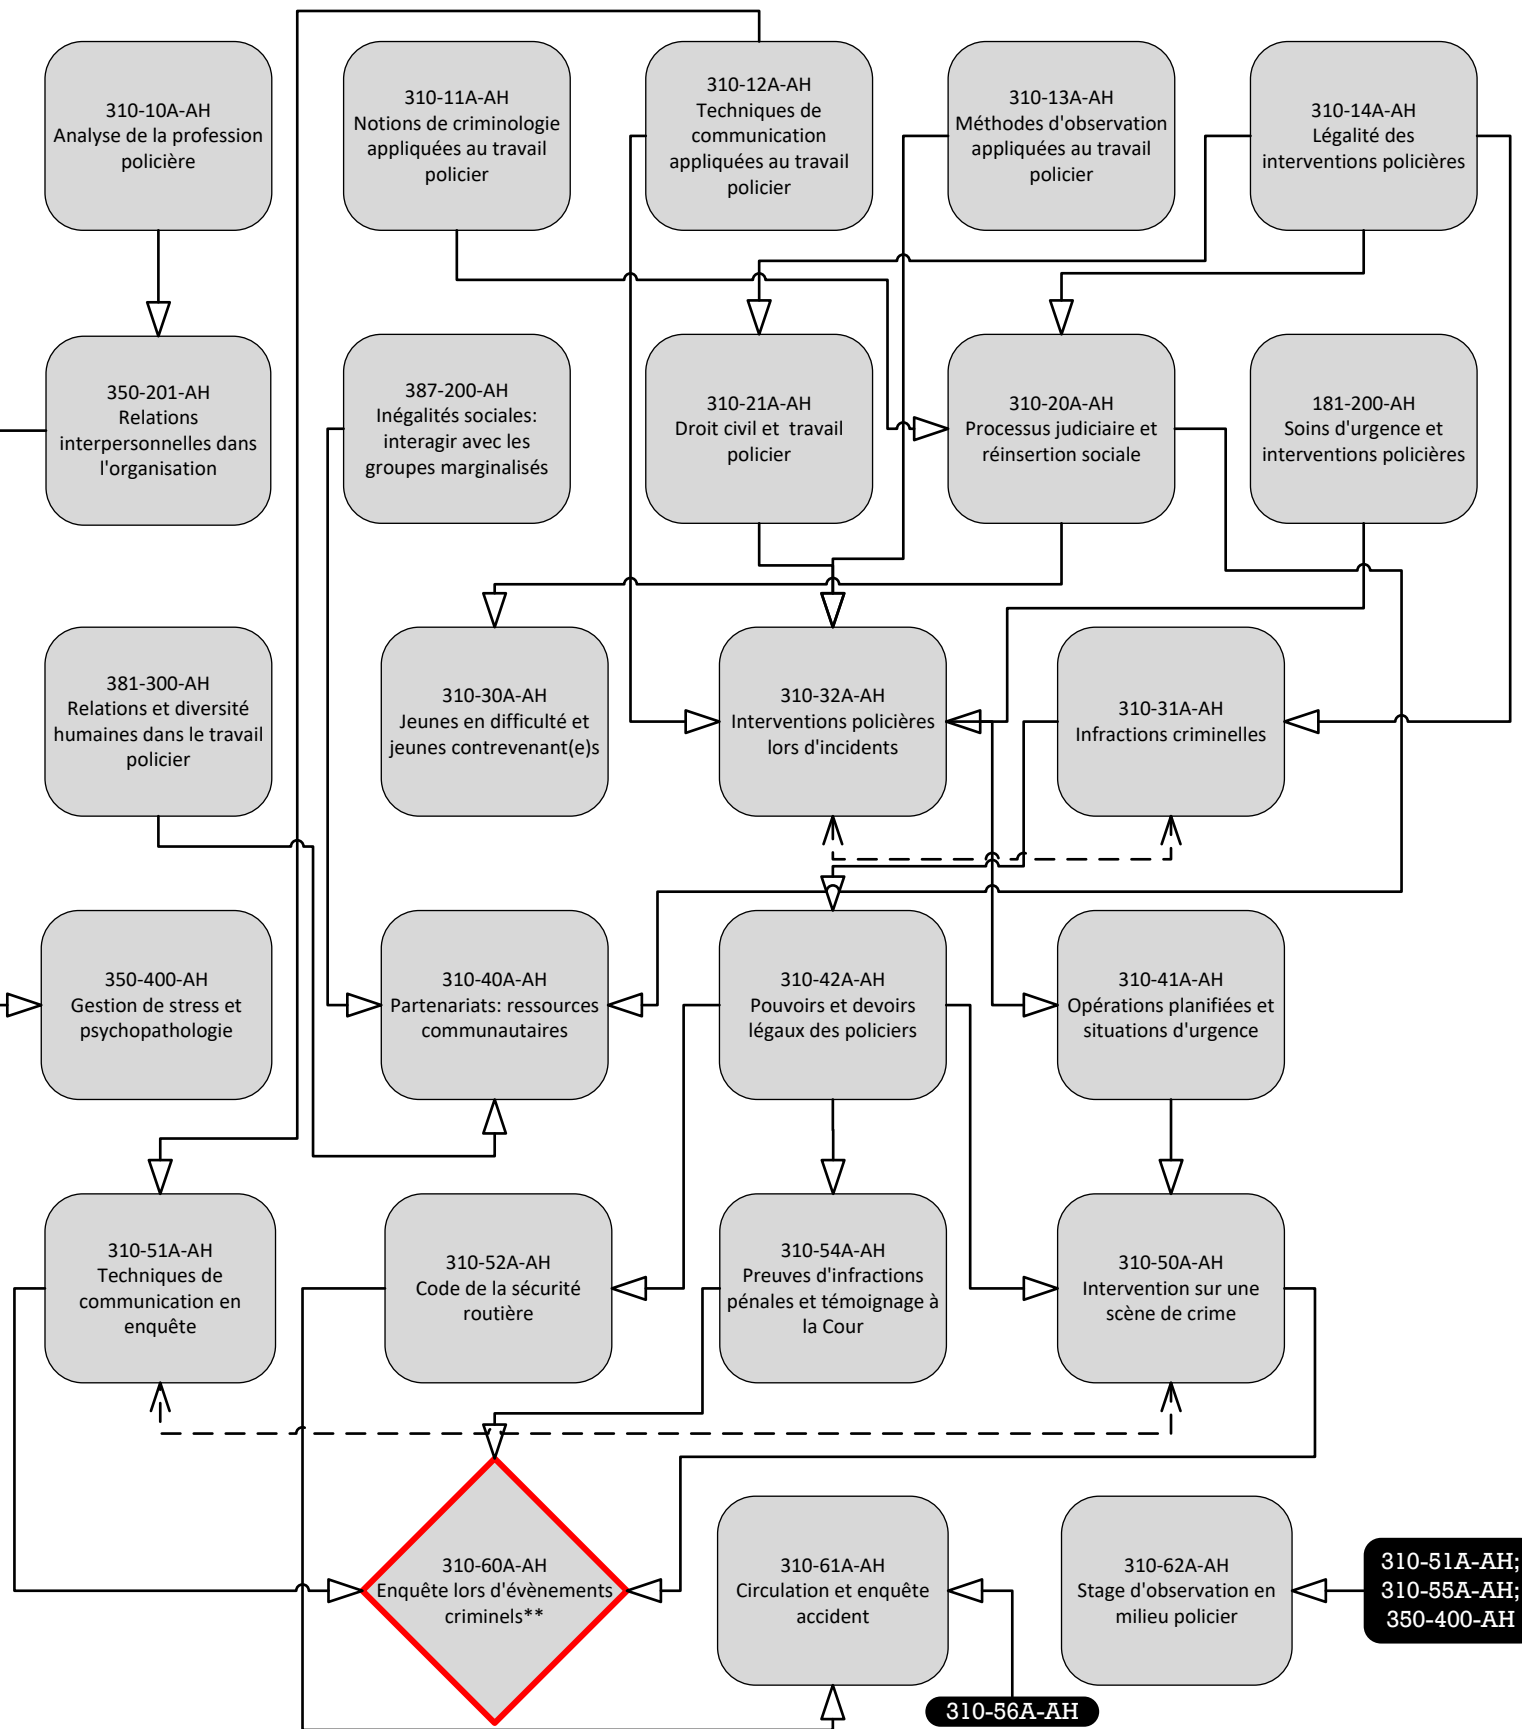 310-10A-AH
Analyse de la profession
policière
310-11A-AH
Notions de criminologie
appliquées au travail
policier
310-12A-AH
Techniques de
communication
appliquées au travail
policier
310-13A-AH
Méthodes d'observation
appliquées au travail
policier
310-14A-AH
Légalité des
interventions policières
350-201-AH
Relations
interpersonnelles dans
l'organisation
387-200-AH
Inégalités sociales:
interagir avec les
groupes marginalisés
310-21A-AH
Droit civil et travail
policier
310-20A-AH
Processus judiciaire et
réinsertion sociale
181-200-AH
Soins d'urgence et
interventions policières
381-300-AH
Relations et diversité
humaines dans le travail
policier
310-30A-AH
Jeunes en difficulté et
jeunes contrevenant(e)s
310-32A-AH
Interventions policières
lors d'incidents
310-31A-AH
Infractions criminelles
350-400-AH
Gestion de stress et
psychopathologie
310-40A-AH
Partenariats: ressources
communautaires
310-42A-AH
Pouvoirs et devoirs
légaux des policiers
310-41A-AH
Opérations planifiées et
situations d'urgence
310-51A-AH
Techniques de
communication en
enquête
310-52A-AH
Code de la sécurité
routière
310-54A-AH
Preuves d'infractions
pénales et témoignage à
la Cour
310-50A-AH
Intervention sur une
scène de crime
310-60A-AH
Enquête lors d'évènements
criminels**
310-61A-AH
Circulation et enquête
accident
310-62A-AH
Stage d'observation en
milieu policier
310-51A-AH;
310-55A-AH;
350-400-AH
310-56A-AH